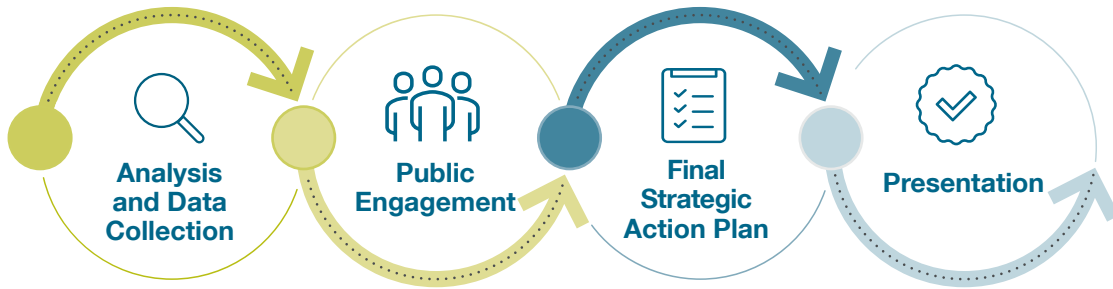 Analysis
and Data
Collection
Public
Engagement
Final
Strategic
Action Plan
Presentation